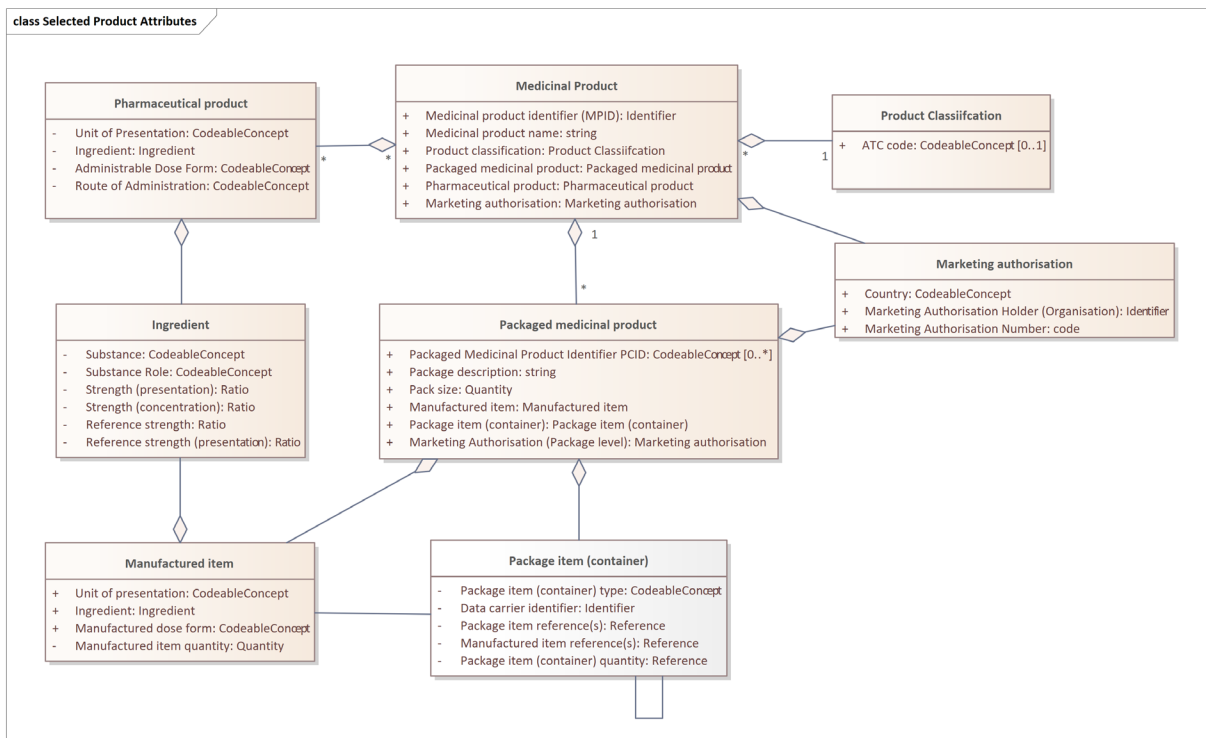 class Selected Product Attributes
Pharmaceutical product
- Unit of Presentation: CodeableConcept
- Ingredient: Ingredient
- Administrable Dose Form: CodeableConcept
- Route of Administration: CodeableConcept
*
*
Medicinal Product
+ Medicinal product identifier (MPID): Identifier
+ Medicinal product name: string
+ Product classification: Product Classiifcation
+ Packaged medicinal product: Packaged medicinal product
+ Pharmaceutical product: Pharmaceutical product
+ Marketing authorisation: Marketing authorisation
*
1
Product Classiifcation
+ ATC code: CodeableConcept [0..1]
1
*
Marketing authorisation
+ Country: CodeableConcept
+ Marketing Authorisation Holder (Organisation): Identifier
+ Marketing Authorisation Number: code
Ingredient
- Substance: CodeableConcept
- Substance Role: CodeableConcept
- Strength (presentation): Ratio
- Strength (concentration): Ratio
- Reference strength: Ratio
- Reference strength (presentation): Ratio
Packaged medicinal product
+ Packaged Medicinal Product Identifier PCID: CodeableConcept [0..*]
+ Package description: string
+ Pack size: Quantity
+ Manufactured item: Manufactured item
+ Package item (container): Package item (container)
+ Marketing Authorisation (Package level): Marketing authorisation
Manufactured item
+ Unit of presentation: CodeableConcept
+ Ingredient: Ingredient
+ Manufactured dose form: CodeableConcept
- Manufactured item quantity: Quantity
Package item (container)
- Package item (container) type: CodeableConcept
- Data carrier identifier: Identifier
- Package item reference(s): Reference
- Manufactured item reference(s): Reference
- Package item (container) quantity: Reference